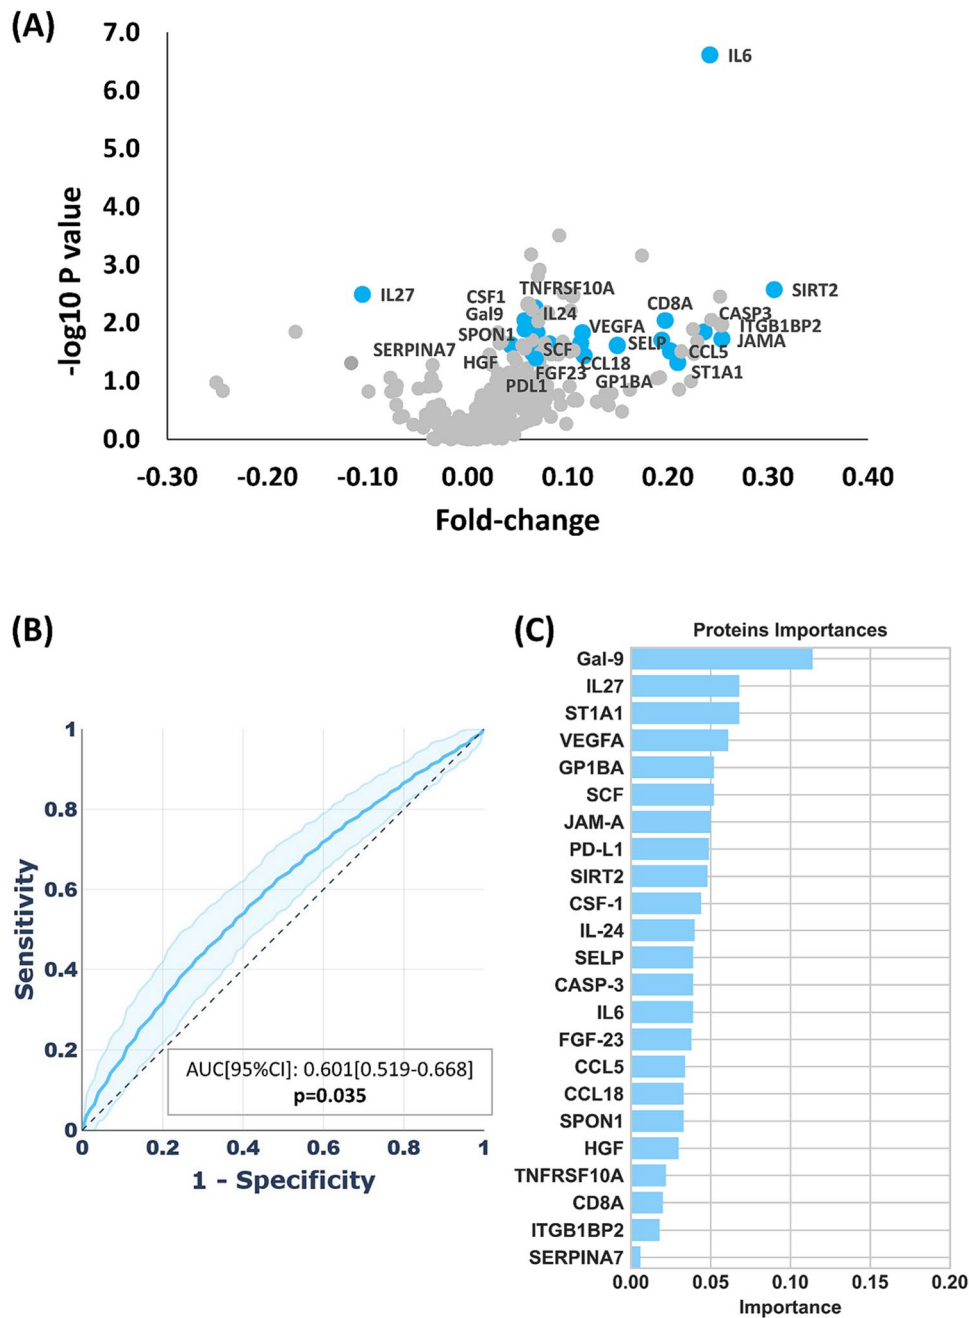 (A)
7.0
6.0
5.0
4.0
3.0
2.0
1.0
0.0
-log10 P value
IL6
IL27
SIRT2
TNFRSF10A
CSF1
CD8A
Gal9
IL24
CASP3
VEGFA
ITGB1BP2
SPON1
SELP
JAMA
SERPINA7
SCF
CCL5
HGF
CCL18
FGF23
ST1A1
PDL1
GP1BA
-0.30 -0.20 -0.10 0.00 0.10 0.20 0.30 0.40
Fold-change
(B)
1
0.8
0.6
0.4
0.2
0
Sensitivity
AUC[95%CI]: 0.601[0.519-0.668]
p=0.035
0 0.2 0.4 0.6 0.8 1
1 - Specificity
(C)
Proteins Importances
Gal-9
IL27
ST1A1
VEGFA
GP1BA
SCF
JAM-A
PD-L1
SIRT2
CSF-1
IL-24
SELP
CASP-3
IL6
FGF-23
CCL5
CCL18
SPON1
HGF
TNFRSF10A
CD8A
ITGB1BP2
SERPINA7
0.00 0.05 0.10 0.15 0.20
Importance